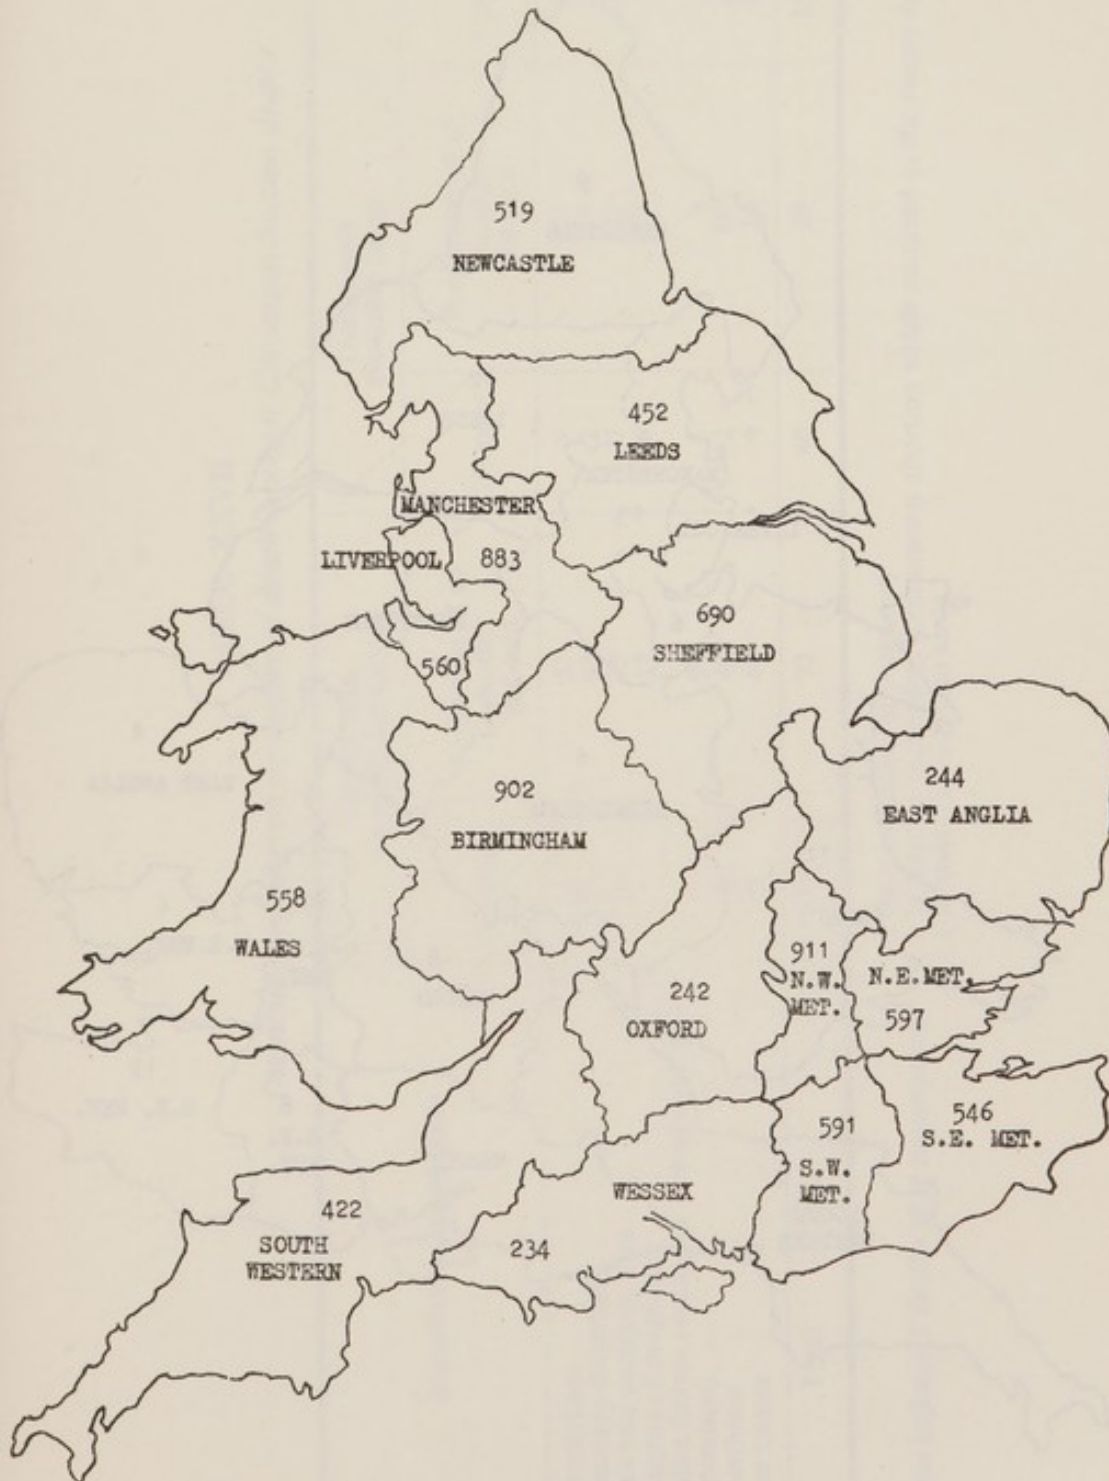 519
NEWCASTLE
452
LEEDS
MANCHESTER
LIVERPOOL
883
690
SHEFFIELD
560
244
EAST ANGLIA
902
BIRMINGHAM
558
WALES
911
N.W.
MET.
N.E.MET.
597
242
OXFORD
546
S.E. MET.
591
S.W.
MET.
WESSEX
234
422
SOUTH
WESTERN